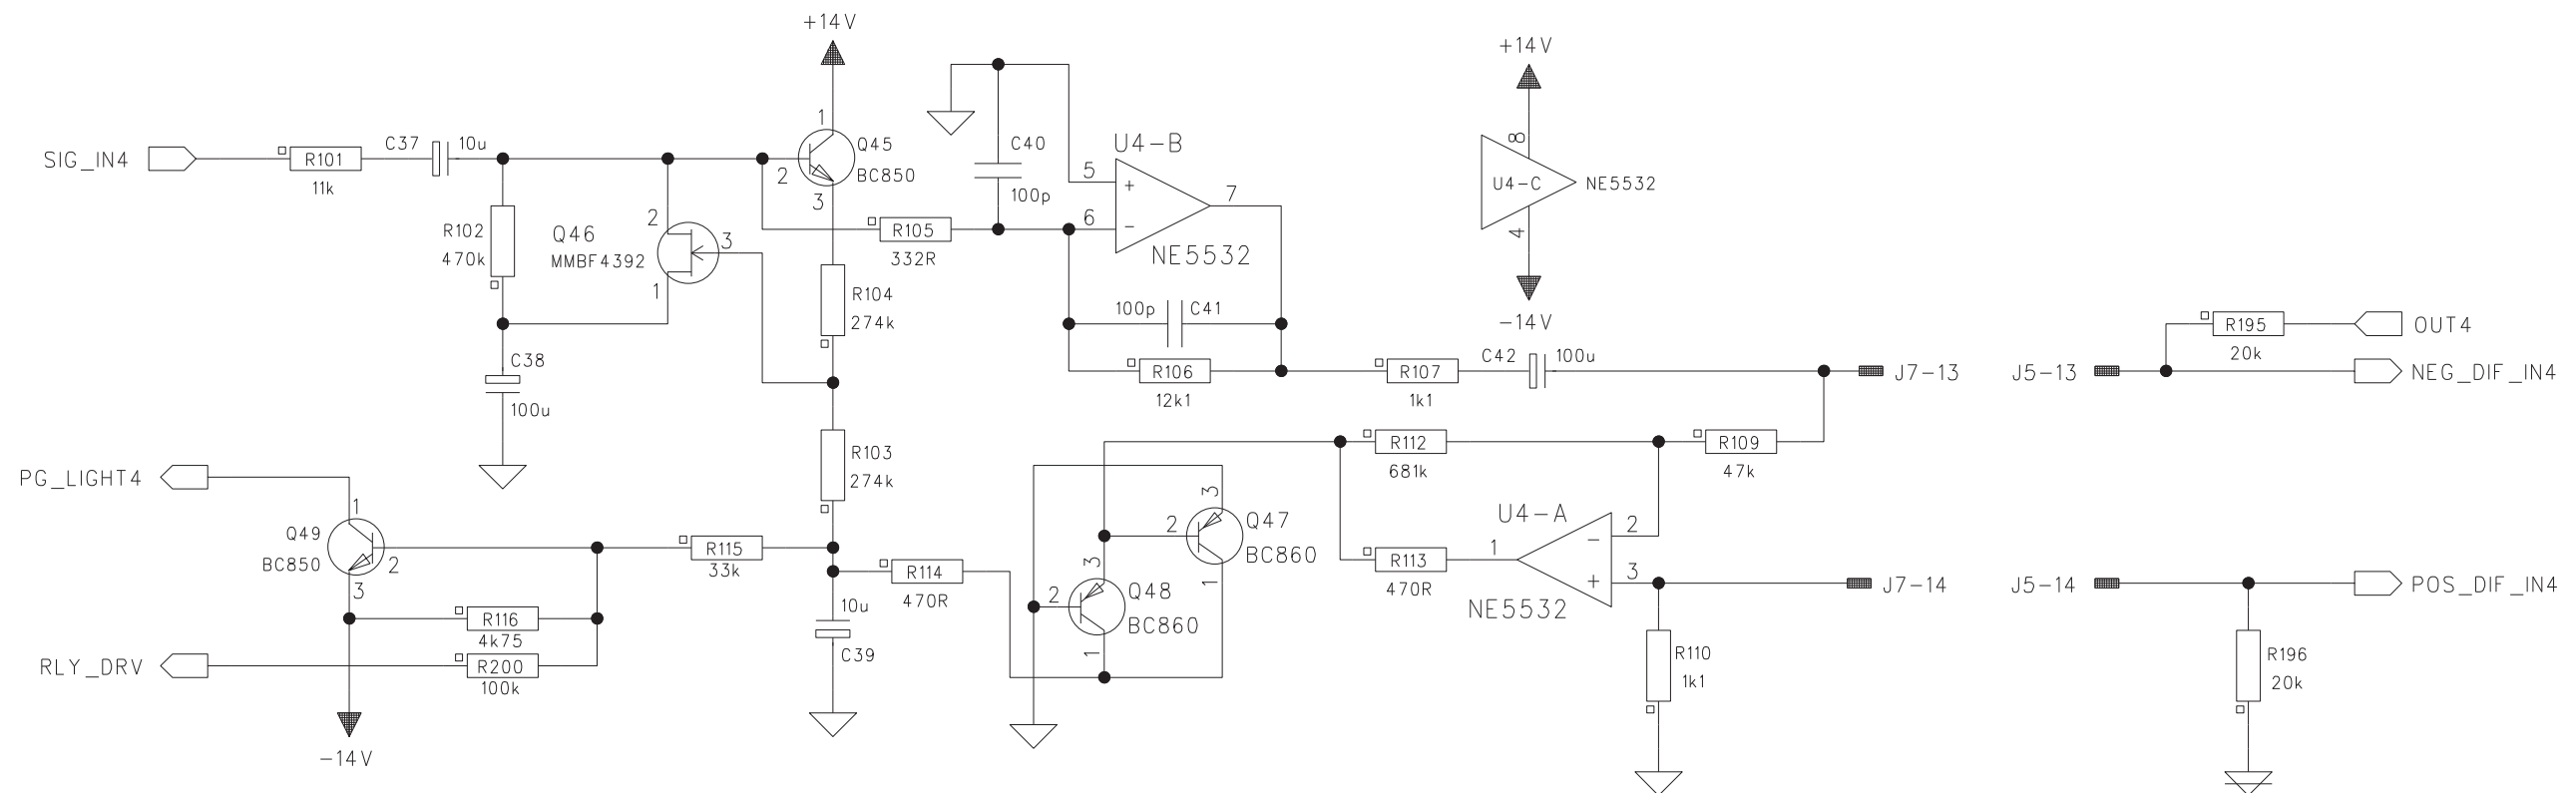 +14V
+14V
SIG_IN4
R101
11k
C37
10u
1
2
3
Q45
BC850
C40
100p
U4-B
5
6
7
+
-
NE5532
8
U4-C
NE5532
4
-14V
R102
470k
Q46
MMBF4392
2
3
1
R105
332R
R104
274k
100p
C41
R106
12k1
R107
1k1
C42
100u
J7-13
J5-13
R195
20k
OUT4
NEG_DIF_IN4
C38
100u
R103
274k
R112
681k
R109
47k
PG_LIGHT4
1
Q49
BC850
2
3
R115
33k
R114
470R
3
2
Q47
BC860
1
3
2
Q48
BC860
1
U4-A
1
2
3
-
+
NE5532
R113
470R
J7-14
J5-14
POS_DIF_IN4
R116
4k75
RLY_DRV
R200
100k
10u
C39
R110
1k1
R196
20k
-14V